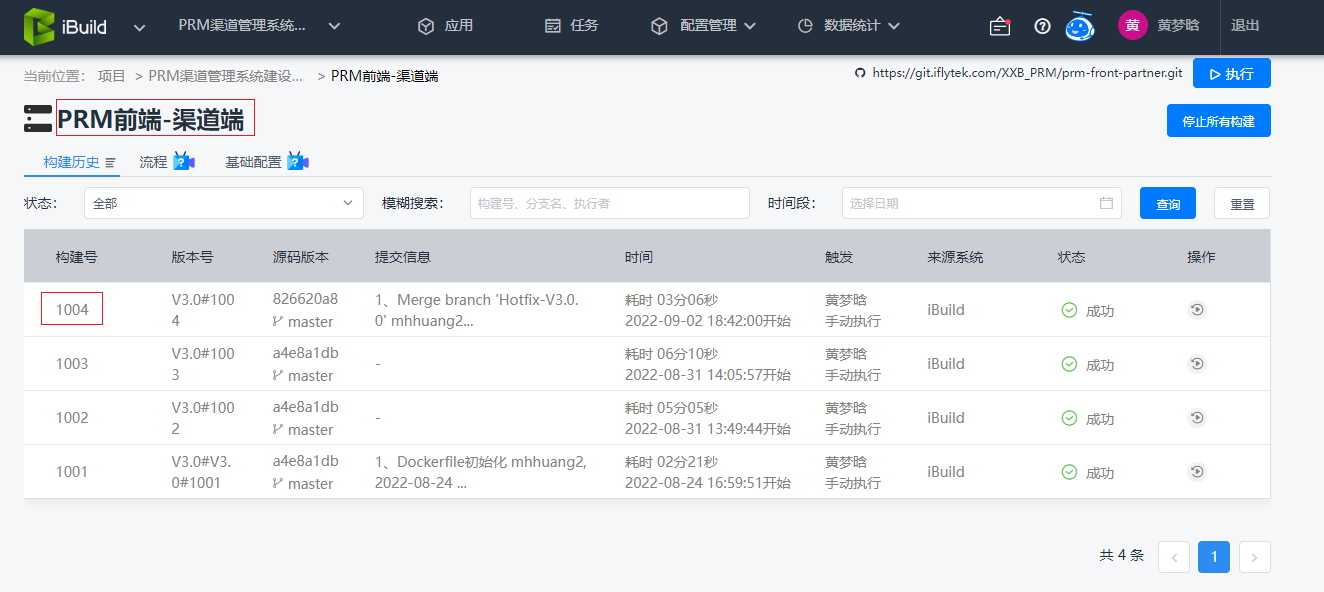 iBuild PRM渠道管理系统... 应用 任务 配置管理 数据统计 黄 黄梦晗 退出
当前位置： 项目 > PRM渠道管理系统建设... > PRM前端-渠道端 https://git.iflytek.com/XXB_PRM/prm-front-partner.git 执行
PRM前端-渠道端 停止所有构建
构建历史 流程 基础配置
状态： 全部 模糊搜索： 构建号、分支名、执行者 时间段： 选择日期 查询 重置
构建号 版本号 源码版本 提交信息 时间 触发 来源系统 状态 操作
1004 V3.0#100
4 826620a8
master 1、Merge branch 'Hotfix-V3.0.
0' mhhuang2... 耗时 03分06秒
2022-09-02 18:42:00开始 黄梦晗
手动执行 iBuild 成功
1003 V3.0#100
3 a4e8a1db
master - 耗时 06分10秒
2022-08-31 14:05:57开始 黄梦晗
手动执行 iBuild 成功
1002 V3.0#100
2 a4e8a1db
master - 耗时 05分05秒
2022-08-31 13:49:44开始 黄梦晗
手动执行 iBuild 成功
1001 V3.0#V3.
0#1001 a4e8a1db
master 1、Dockerfile初始化 mhhuang2,
2022-08-24 ... 耗时 02分21秒
2022-08-24 16:59:51开始 黄梦晗
手动执行 iBuild 成功
共 4 条 < 1 >